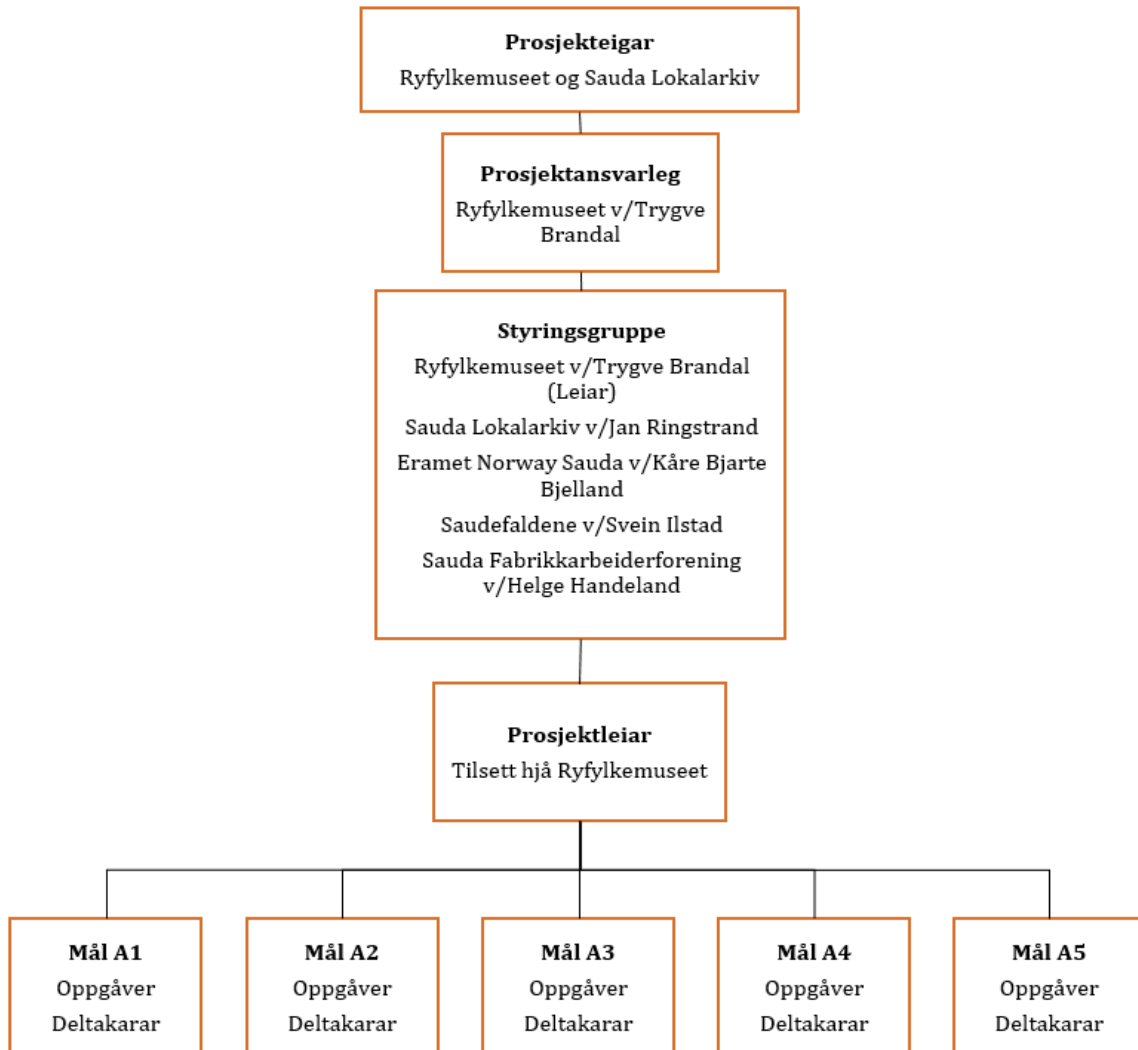 Prosjekteigar
Ryfylkemuseet og Sauda Lokalarkiv
Prosjektansvarleg
Ryfylkemuseet v/Trygve
Brandal
Styringsgruppe
Ryfylkemuseet v/Trygve Brandal
(Leiar)
Sauda Lokalarkiv v/Jan Ringstrand
Eramet Norway Sauda v/Kåre Bjarte
Bjelland
Saudefaldene v/Svein Ilstad
Sauda Fabrikkarbeiderforening
v/Helge Handeland
Prosjektleiar
Tilsett hjå Ryfylkemuseet
Mål A1
Oppgåver
Deltakarar
Mål A2
Oppgåver
Deltakarar
Mål A3
Oppgåver
Deltakarar
Mål A4
Oppgåver
Deltakarar
Mål A5
Oppgåver
Deltakarar